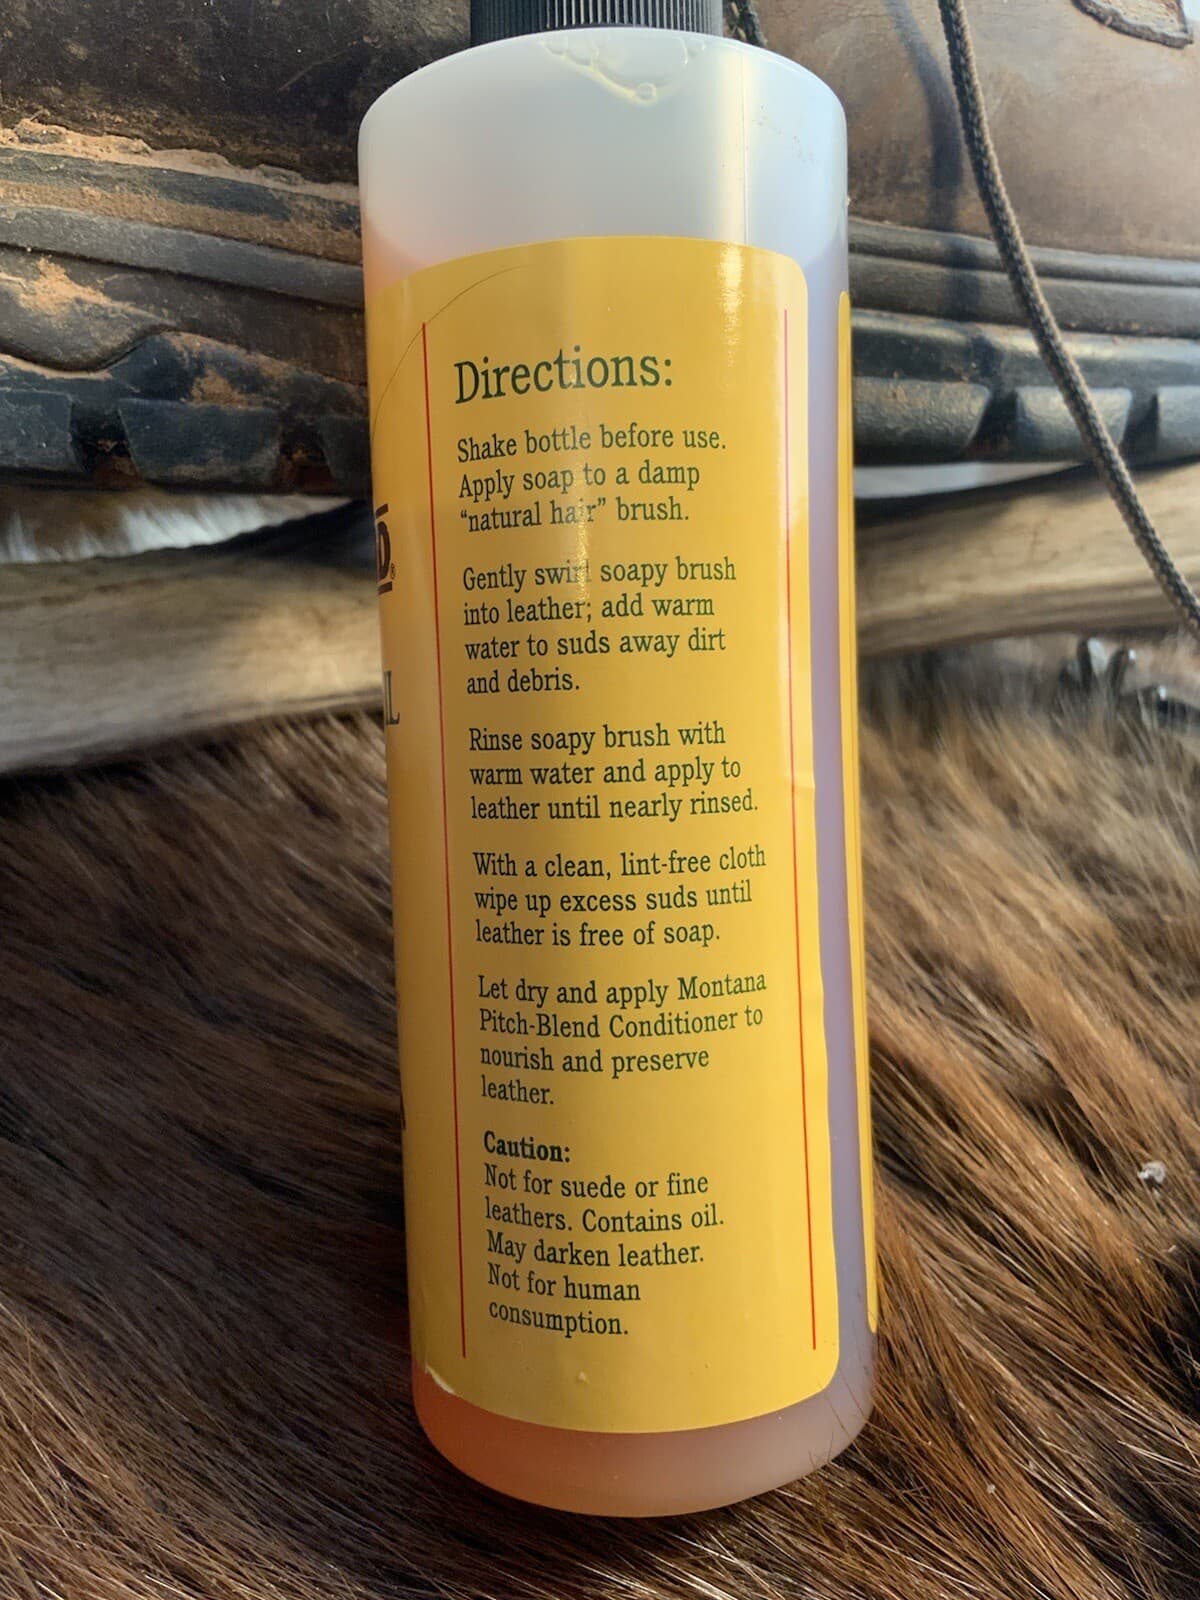 Directions:
Shake bottle before use.
Apply soap to a damp
“natural hair” brush.
Gently swirl soapy brush
into leather; add warm
water to suds away dirt
and debris.
Rinse soapy brush with
warm water and apply to
leather until nearly rinsed.
With a clean, lint-free cloth
wipe up excess suds until
leather is free of soap.
Let dry and apply Montana
Pitch-Blend Conditioner to
nourish and preserve
leather.
Caution:
Not for suede or fine
leathers. Contains oil.
May darken leather.
Not for human
consumption.